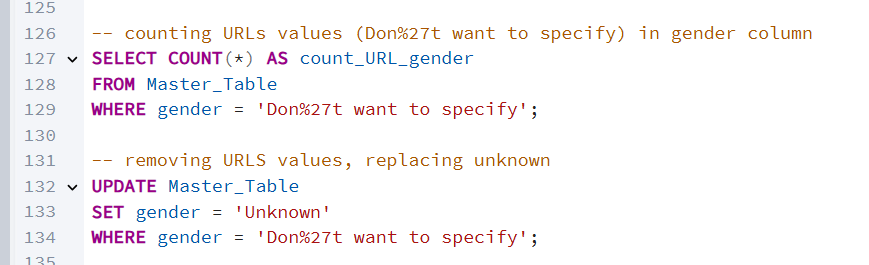 125
126 -- counting URLs values (Don%27t want to specify) in gender column
127 SELECT COUNT(*) AS count_URL_gender
128 FROM Master_Table
129 WHERE gender = 'Don%27t want to specify';
130
131 -- removing URLS values, replacing unknown
132 UPDATE Master_Table
133 SET gender = 'Unknown'
134 WHERE gender = 'Don%27t want to specify';
135